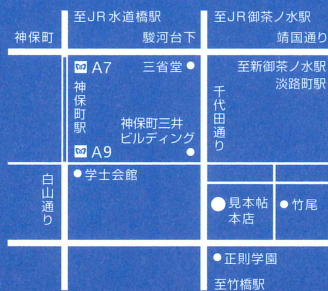 至JR水道橋駅
至JR御茶ノ水駅
神保町
駿河台下
靖国通り
A7
三省堂
至新御茶ノ水駅
淡路町駅
神保町駅
千代田通り
神保町三井
ビルディング
A9
学士会館
白山通り
見本帖
本店
竹尾
正則学園
至竹橋駅